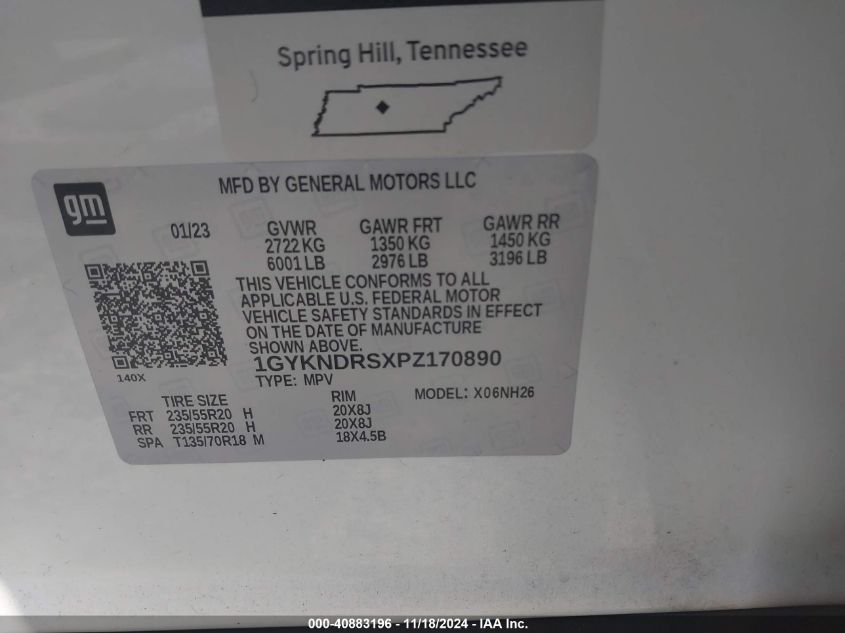 Spring Hill, Tennessee
gm
MFD BY GENERAL MOTORS LLC
01/23 GVWR GAWR FRT GAWR RR
2722 KG 1350 KG 1450 KG
6001 LB 2976 LB 3196 LB
THIS VEHICLE CONFORMS TO ALL
APPLICABLE U.S. FEDERAL MOTOR
VEHICLE SAFETY STANDARDS IN EFFECT
ON THE DATE OF MANUFACTURE
SHOWN ABOVE.
1GYKNDRSXPZ170890
140X
TYPE: MPV MODEL: X06NH26
TIRE SIZE RIM
FRT 235/55R20 H 20X8J
RR 235/55R20 H 20X8J
SPA T135/70R18 M 18X4.5B
000-40883196 - 11/18/2024 - IAA Inc.